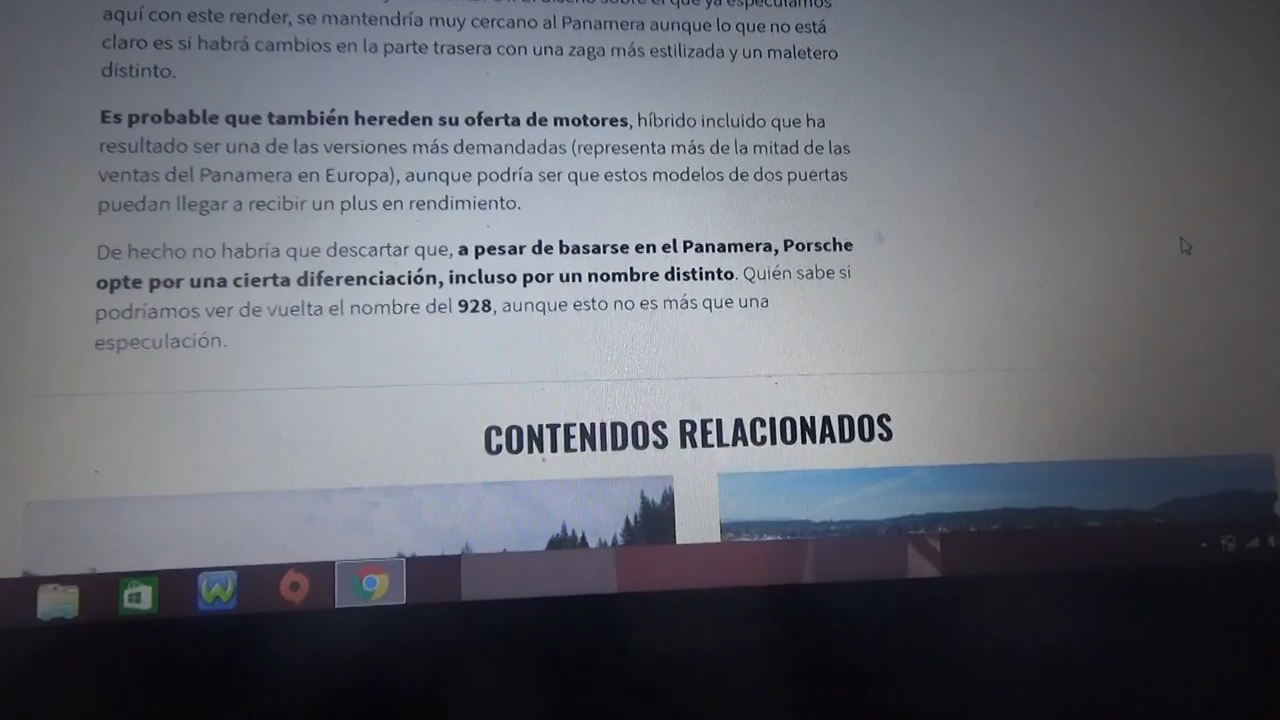 aquí con este render, se mantendría muy cercano al Panamera aunque lo que no está
claro es si habrá cambios en la parte trasera con una zaga más estilizada y un maletero
distinto.
Es probable que también hereden su oferta de motores, híbrido incluido que ha
resultado ser una de las versiones más demandadas (representa más de la mitad de las
ventas del Panamera en Europa), aunque podría ser que estos modelos de dos puertas
puedan llegar a recibir un plus en rendimiento.
De hecho no habría que descartar que, a pesar de basarse en el Panamera, Porsche
opte por una cierta diferenciación, incluso por un nombre distinto. Quién sabe si
podríamos ver de vuelta el nombre del 928, aunque esto no es más que una
especulación.
CONTENIDOS RELACIONADOS